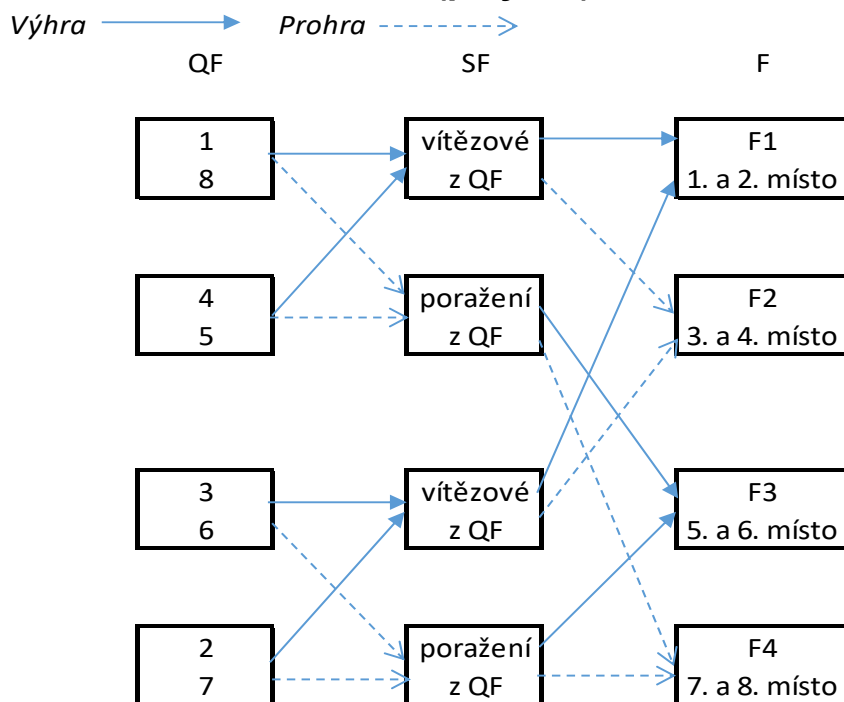 Výhra Prohra
QF SF F
1
8
vítězové
z QF
F1
1. a 2. místo
4
5
poražení
z QF
F2
3. a 4. místo
3
6
vítězové
z QF
F3
5. a 6. místo
2
7
poražení
z QF
F4
7. a 8. místo